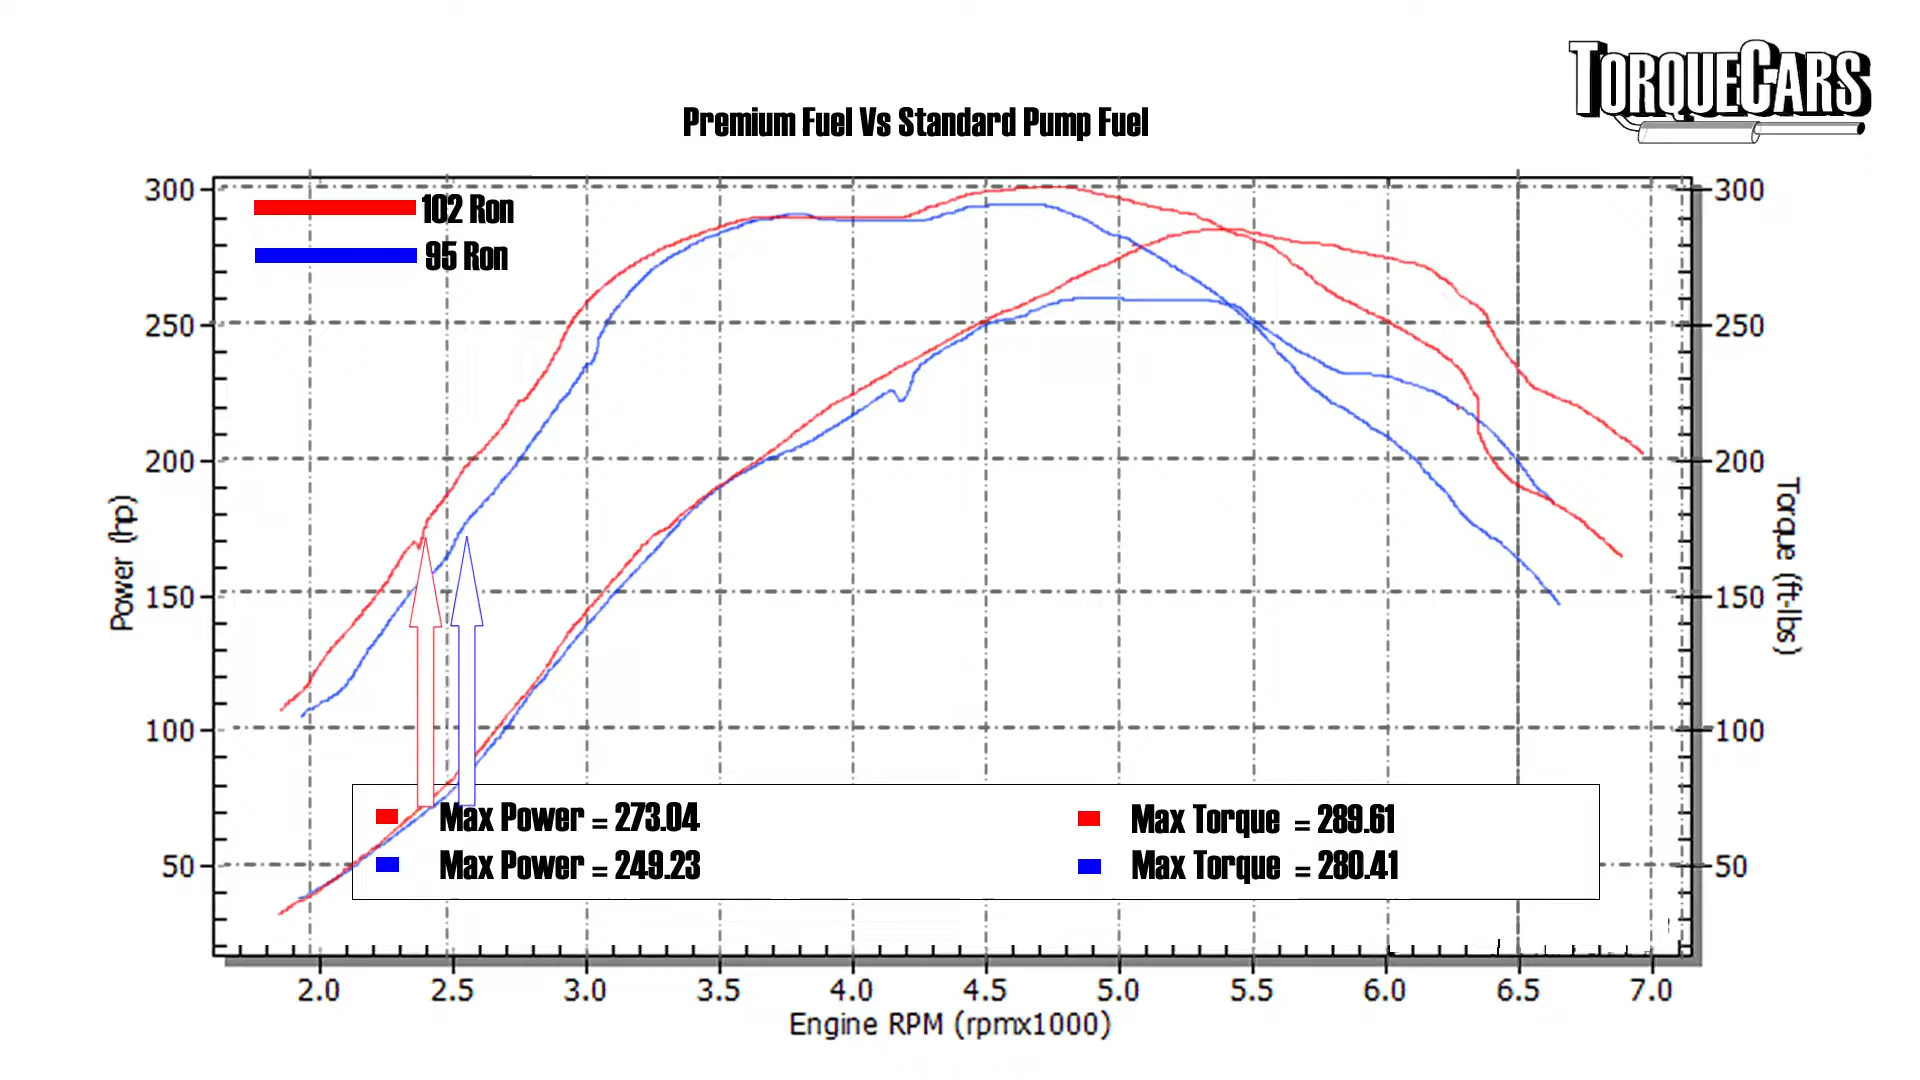 TORQUECARS
Premium Fuel Vs Standard Pump Fuel
102 Ron
95 Ron
300
250
200
150
100
50
Power (hp)
300
250
200
150
100
50
Torque (ft-lbs)
Max Power = 273.04
Max Torque = 289.61
Max Power = 249.23
Max Torque = 280.41
2.0 2.5 3.0 3.5 4.0 4.5 5.0 5.5 6.0 6.5 7.0
Engine RPM (rpmx1000)